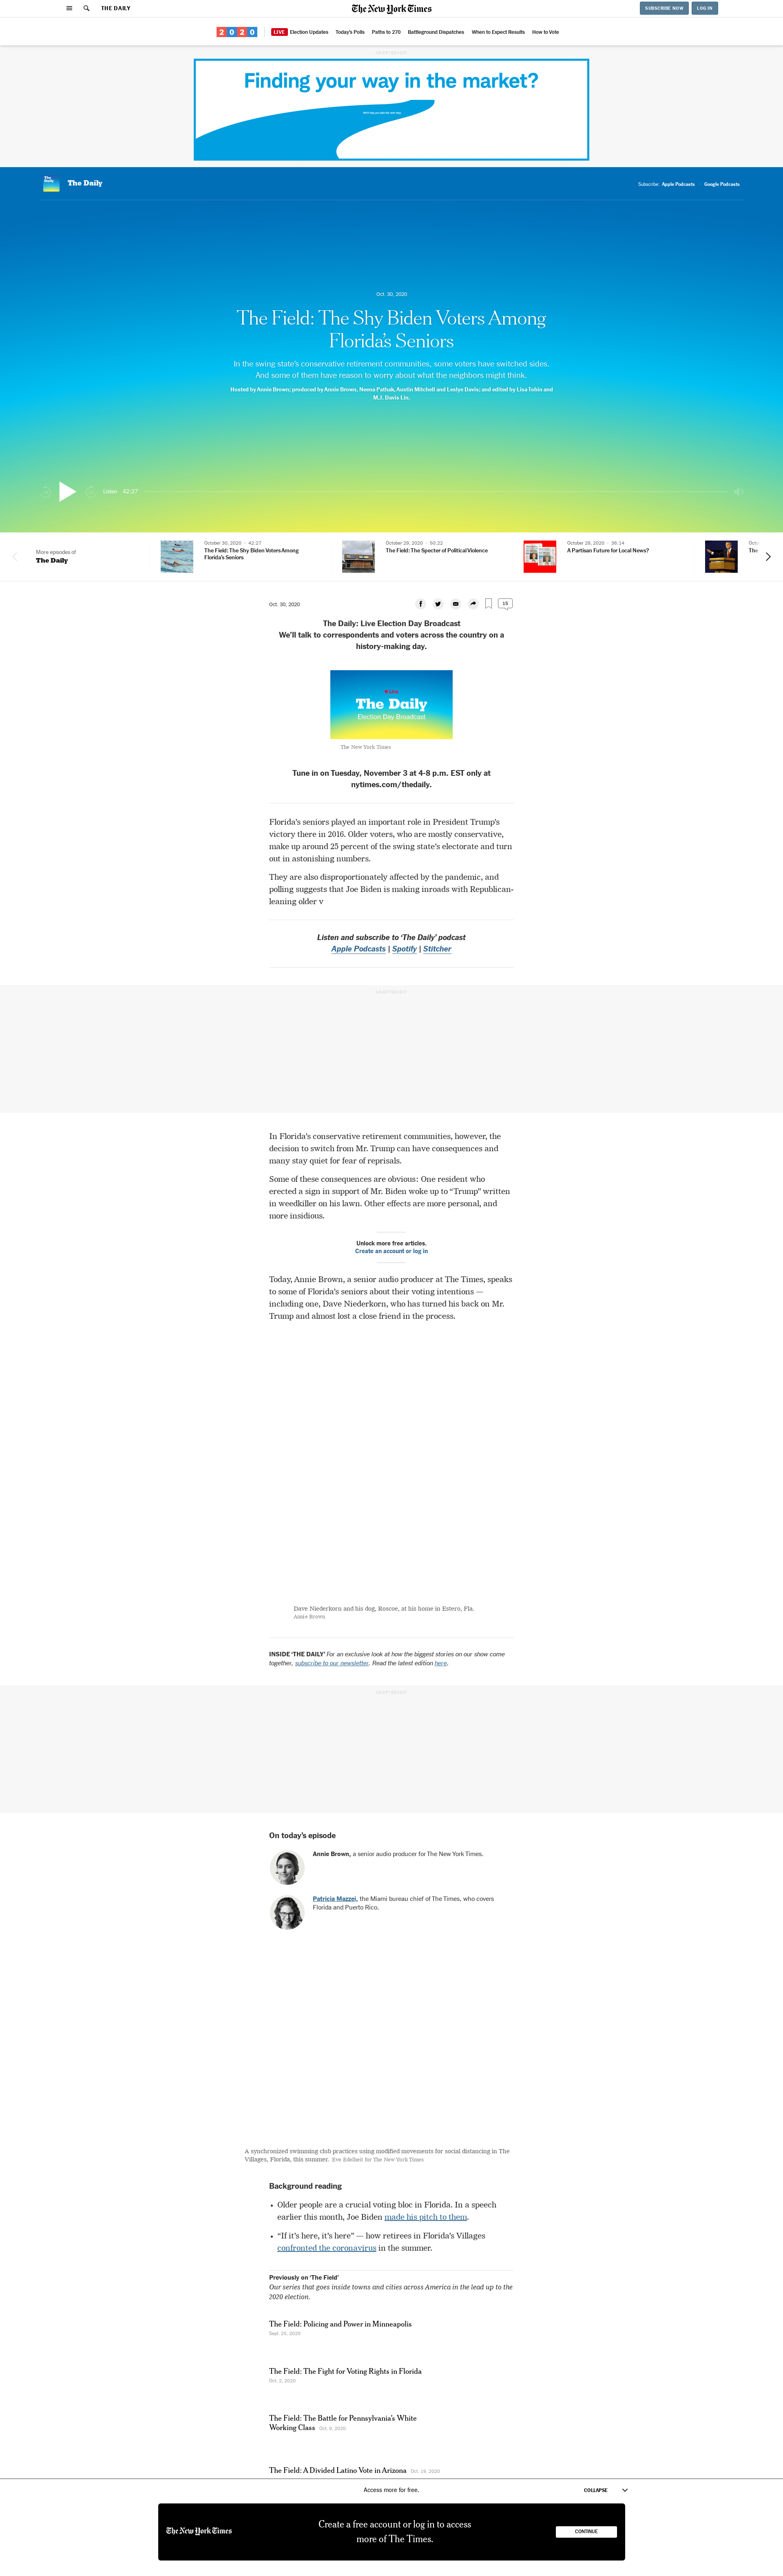 THE DAILY
The New York Times
SUBSCRIBE NOW
LOG IN
2020
LIVE Election Updates
Today's Polls
Paths to 270
Battleground Dispatches
When to Expect Results
How to Vote
ADVERTISEMENT
Finding your way in the market?
The Daily
The Daily
Subscribe:
Apple Podcasts
Google Podcasts
Oct. 30, 2020
The Field: The Shy Biden Voters Among
Florida's Seniors
In the swing state's conservative retirement communities, some voters have switched sides.
And some of them have reason to worry about what the neighbors might think.
Hosted by Annie Brown; produced by Annie Brown, Neena Pathak, Austin Mitchell and Leslye Davis; and edited by Lisa Tobin and
M.J. Davis Lin.
Listen
42:27
More episodes of
The Daily
October 30, 2020 · 42:27
The Field: The Shy Biden Voters Among
Florida's Seniors
October 29, 2020 · 50:22
The Field: The Specter of Political Violence
October 28, 2020 · 36:14
A Partisan Future for Local News?
Octo
The
Oct. 30, 2020
15
The Daily: Live Election Day Broadcast
We'll talk to correspondents and voters across the country on a
history-making day.
Live
The Daily
Election Day Broadcast
The New York Times
Tune in on Tuesday, November 3 at 4-8 p.m. EST only at
nytimes.com/thedaily.
Florida's seniors played an important role in President Trump's
victory there in 2016. Older voters, who are mostly conservative,
make up around 25 percent of the swing state's electorate and turn
out in astonishing numbers.
They are also disproportionately affected by the pandemic, and
polling suggests that Joe Biden is making inroads with Republican-
leaning older v
Listen and subscribe to 'The Daily' podcast
Apple Podcasts | Spotify | Stitcher
ADVERTISEMENT
In Florida's conservative retirement communities, however, the
decision to switch from Mr. Trump can have consequences and
many stay quiet for fear of reprisals.
Some of these consequences are obvious: One resident who
erected a sign in support of Mr. Biden woke up to “Trump” written
in weedkiller on his lawn. Other effects are more personal, and
more insidious.
Unlock more free articles.
Create an account or log in
Today, Annie Brown, a senior audio producer at The Times, speaks
to some of Florida's seniors about their voting intentions —
including one, Dave Niederkorn, who has turned his back on Mr.
Trump and almost lost a close friend in the process.
Dave Niederkorn and his dog, Roscoe, at his home in Estero, Fla.
Annie Brown
INSIDE 'THE DAILY' For an exclusive look at how the biggest stories on our show come
together, subscribe to our newsletter. Read the latest edition here.
ADVERTISEMENT
On today's episode
Annie Brown, a senior audio producer for The New York Times.
Patricia Mazzei, the Miami bureau chief of The Times, who covers
Florida and Puerto Rico.
A synchronized swimming club practices using modified movements for social distancing in The
Villages, Florida, this summer. Eve Edelheit for The New York Times
Background reading
• Older people are a crucial voting bloc in Florida. In a speech
earlier this month, Joe Biden made his pitch to them.
• “If it's here, it's here” — how retirees in Florida's Villages
confronted the coronavirus in the summer.
Previously on 'The Field'
Our series that goes inside towns and cities across America in the lead up to the
2020 election.
The Field: Policing and Power in Minneapolis
Sept. 25, 2020
The Field: The Fight for Voting Rights in Florida
Oct. 2, 2020
The Field: The Battle for Pennsylvania's White
Working Class Oct. 9, 2020
The Field: A Divided Latino Vote in Arizona Oct. 19, 2020
Access more for free.
COLLAPSE
The New York Times
Create a free account or log in to access
more of The Times.
CONTINUE